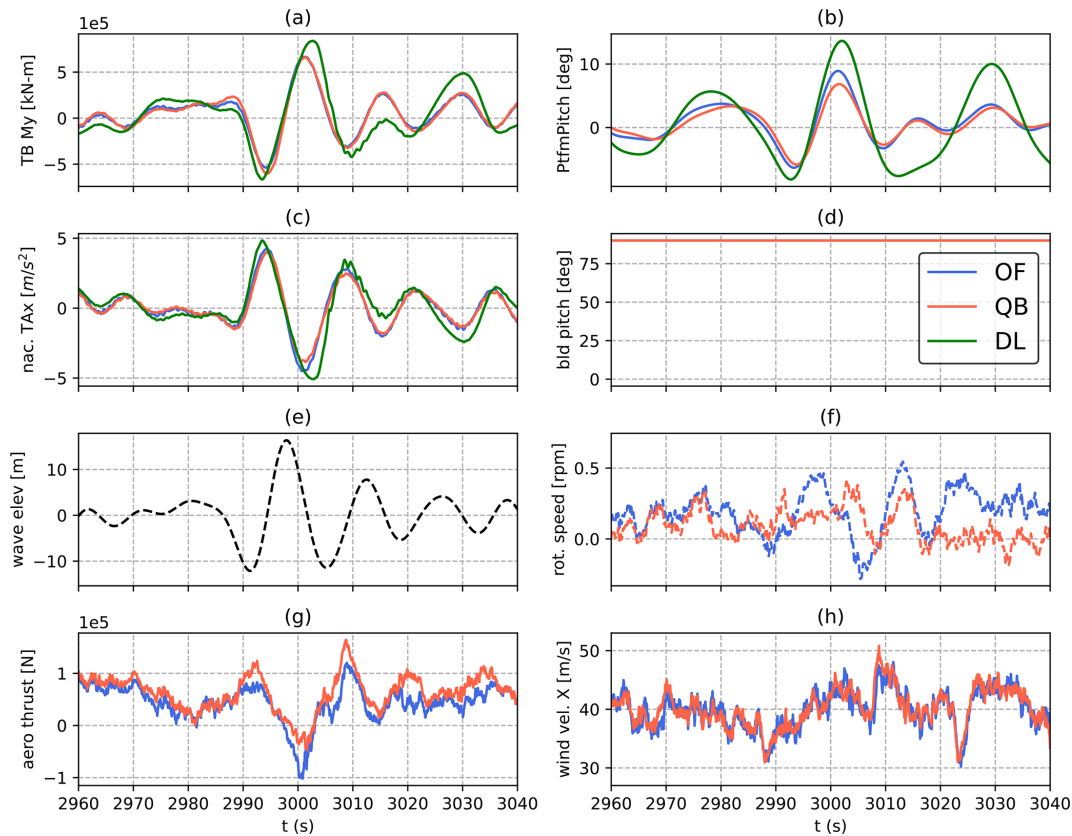 (a)
1e5
TB My [kN-m]
5
0
−5
(b)
PtfmPitch [deg]
10
0
(c)
nac. TAx [m/s²]
5
0
−5
(d)
bld pitch [deg]
75
50
25
0
OF
QB
DL
(e)
wave elev [m]
10
0
−10
(f)
rot. speed [rpm]
0.5
0.0
(g)
1e5
aero thrust [N]
1
0
−1
2960 2970 2980 2990 3000 3010 3020 3030 3040
t (s)
(h)
wind vel. X [m/s]
50
40
30
2960 2970 2980 2990 3000 3010 3020 3030 3040
t (s)